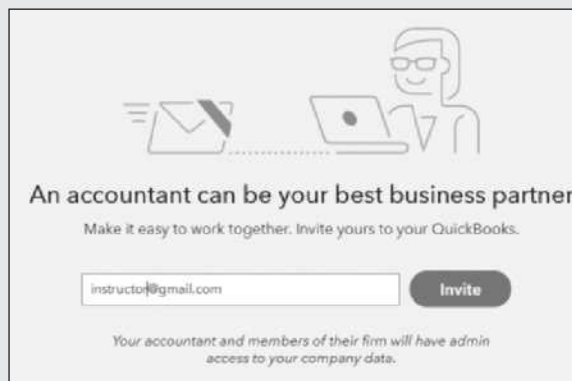 An accountant can be your best business partner
Make it easy to work together. Invite yours to your QuickBooks.
instructor@gmail.com
Invite
Your accountant and members of their firm will have admin
access to your company data.